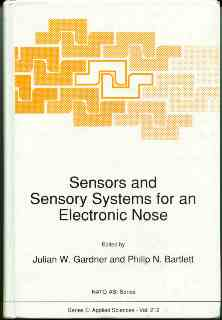 Sensors and
Sensory Systems for an
Electronic Nose
Edited by
Julian W. Gardner and Philip N. Bartlett
NATO ASI Series
Series E: Applied Sciences - Vol. 212